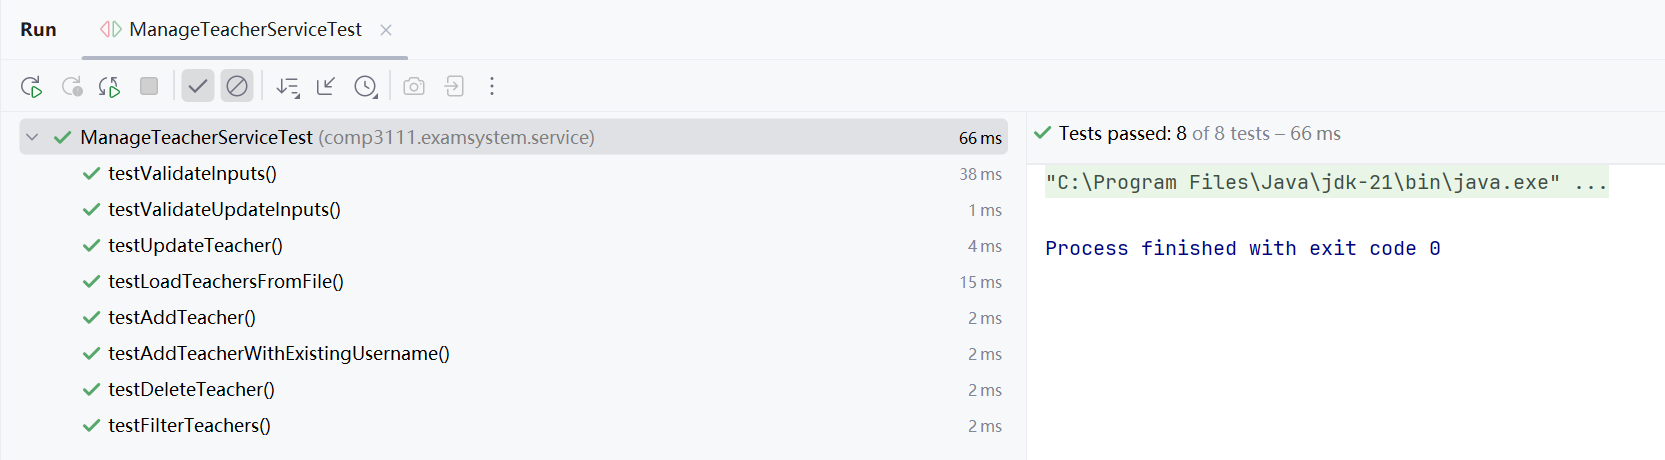 Run ManageTeacherServiceTest
ManageTeacherServiceTest (comp3111.examsystem.service) 66 ms
testValidateInputs() 38 ms
testValidateUpdateInputs() 1 ms
testUpdateTeacher() 4 ms
testLoadTeachersFromFile() 15 ms
testAddTeacher() 2 ms
testAddTeacherWithExistingUsername() 2 ms
testDeleteTeacher() 2 ms
testFilterTeachers() 2 ms
Tests passed: 8 of 8 tests – 66 ms
"C:\Program Files\Java\jdk-21\bin\java.exe" ...
Process finished with exit code 0